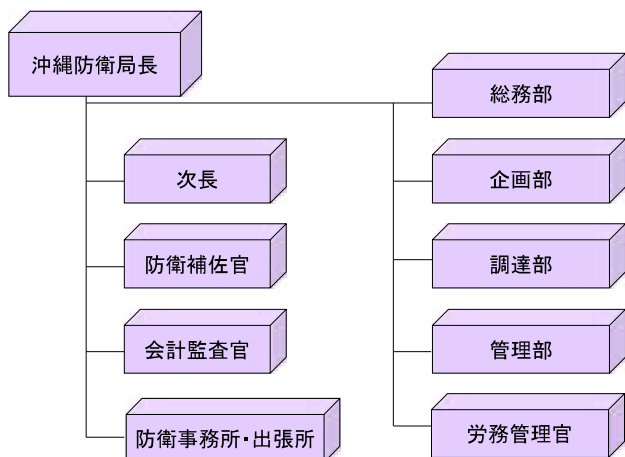 沖縄防衛局長
次長
防衛補佐官
会計監査官
防衛事務所・出張所
総務部
企画部
調達部
管理部
労務管理官